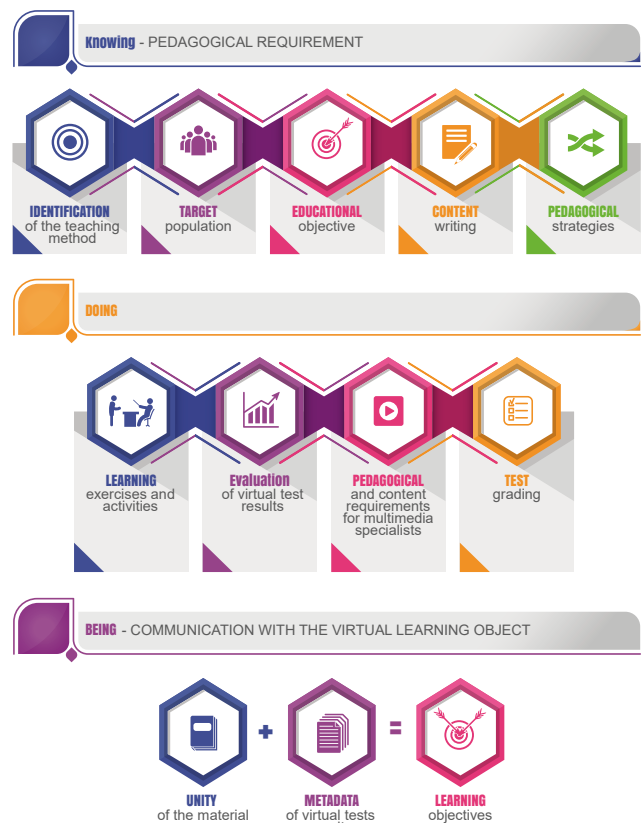 Knowing - PEDAGOGICAL REQUIREMENT
IDENTIFICATION
of the teaching
method
TARGET
population
EDUCATIONAL
objective
CONTENT
writing
PEDAGOGICAL
strategies
DOING
LEARNING
exercises and
activities
Evaluation
of virtual test
results
PEDAGOGICAL
and content
requirements
for multimedia
specialists
TEST
grading
BEING - COMMUNICATION WITH THE VIRTUAL LEARNING OBJECT
+
=
UNITY
of the material
METADATA
of virtual tests
LEARNING
objectives